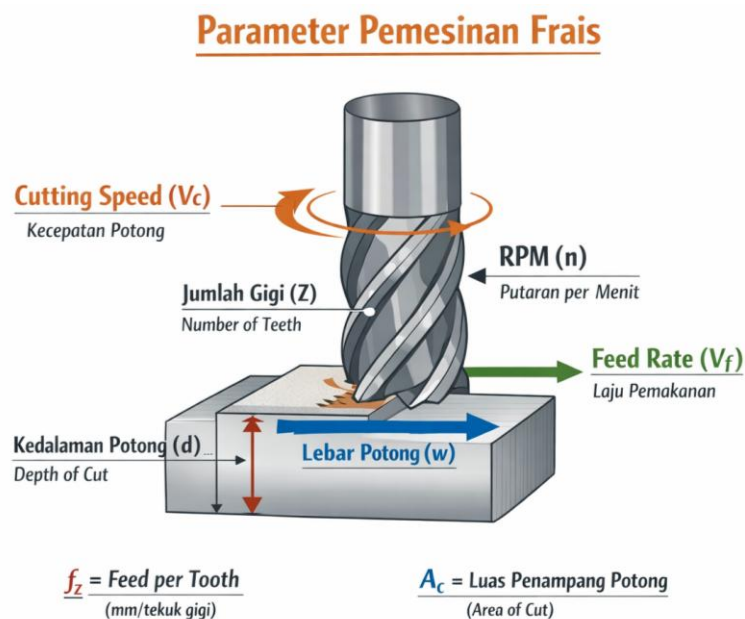 Parameter Pemesinan Frais
Cutting Speed (Vc)
Kecepatan Potong
RPM (n)
Putaran per Menit
Jumlah Gigi (Z)
Number of Teeth
Feed Rate (Vf)
Laju Pemakanan
Kedalaman Potong (d)
Depth of Cut
Lebar Potong (w)
fz = Feed per Tooth
(mm/tekuk gigi)
Ac = Luas Penampang Potong
(Area of Cut)